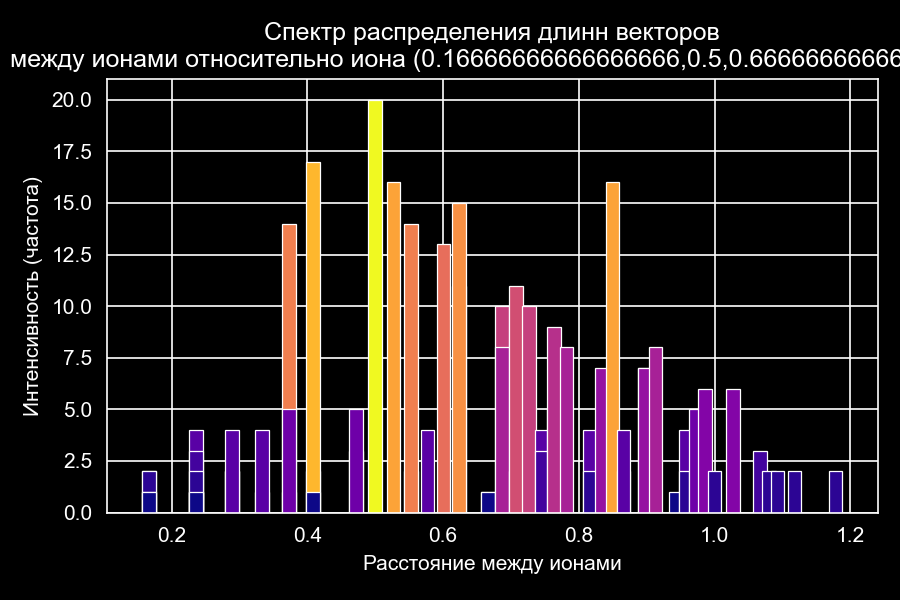 Спектр распределения длинн векторов
между ионами относительно иона (0.16666666666666666,0.5,0.666666666666
Интенсивность (частота)
20.0
17.5
15.0
12.5
10.0
7.5
5.0
2.5
0.0
0.2 0.4 0.6 0.8 1.0 1.2
Расстояние между ионами